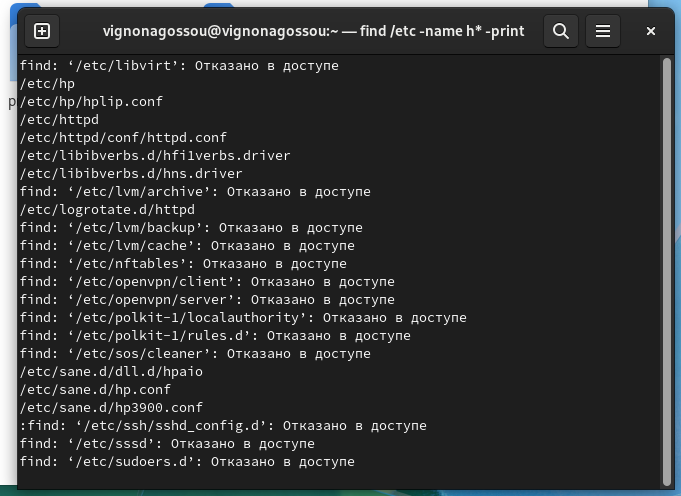 vignonagossou@vignonagossou:~ — find /etc -name h* -print
find: ‘/etc/libvirt’: Отказано в доступе
/etc/hp
/etc/hp/hplip.conf
/etc/httpd
/etc/httpd/conf/httpd.conf
/etc/libibverbs.d/hfi1verbs.driver
/etc/libibverbs.d/hns.driver
find: ‘/etc/lvm/archive’: Отказано в доступе
/etc/logrotate.d/httpd
find: ‘/etc/lvm/backup’: Отказано в доступе
find: ‘/etc/lvm/cache’: Отказано в доступе
find: ‘/etc/nftables’: Отказано в доступе
find: ‘/etc/openvpn/client’: Отказано в доступе
find: ‘/etc/openvpn/server’: Отказано в доступе
find: ‘/etc/polkit-1/localauthority’: Отказано в доступе
find: ‘/etc/polkit-1/rules.d’: Отказано в доступе
find: ‘/etc/sos/cleaner’: Отказано в доступе
/etc/sane.d/dll.d/hpaio
/etc/sane.d/hp.conf
/etc/sane.d/hp3900.conf
:find: ‘/etc/ssh/sshd_config.d’: Отказано в доступе
find: ‘/etc/sssd’: Отказано в доступе
find: ‘/etc/sudoers.d’: Отказано в доступе